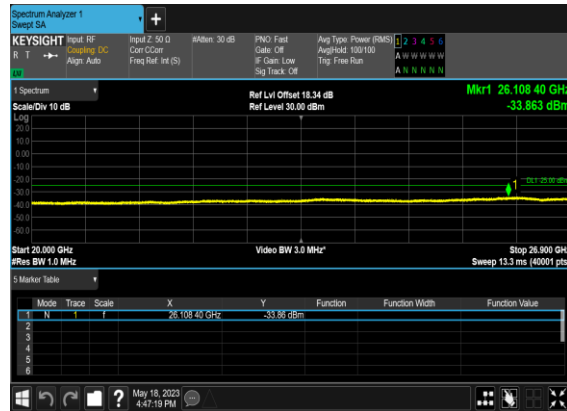 Spectrum Analyzer 1
Swept SA
+
KEYSIGHT Input: RF Input Z: 50 Ω #Atten: 30 dB PNO: Fast Avg Type: Power (RMS) 1 2 3 4 5 6
R T Coupling: DC Corr CCorr Gate: Off Avg|Hold: 100/100 A W W W W W
Align: Auto Freq Ref: Int (S) IF Gain: Low Trig: Free Run
Sig Track: Off A N N N N N
1 Spectrum Ref Lvl Offset 18.34 dB Mkr1 26.108 40 GHz
Scale/Div 10 dB Ref Level 30.00 dBm -33.863 dBm
Log
20.0
10.0
0.00
-10.0
-20.0
1 DL1 -25.00 dBm
-30.0
-40.0
-50.0
-60.0
Start 20.000 GHz Video BW 3.0 MHz* Stop 26.900 GHz
#Res BW 1.0 MHz Sweep 13.3 ms (40001 pts
5 Marker Table
Mode Trace Scale X Y Function Function Width Function Value
1 N 1 f 26.108 40 GHz -33.86 dBm
2
3
4
5
6
? May 18, 2023
4:47:19 PM